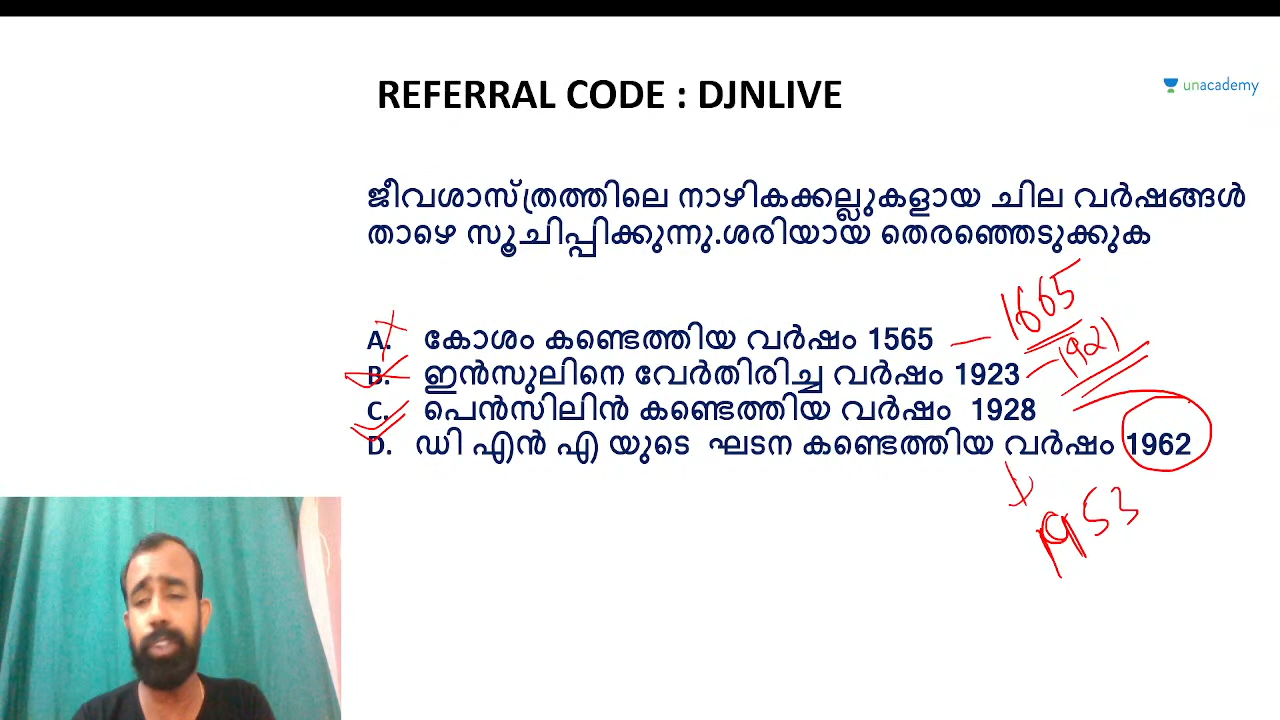 REFERRAL CODE : DJNLIVE
unacademy
ജീവശാസ്ത്രത്തിലെ നാഴികക്കല്ലുകളായ ചില വർഷങ്ങൾ
താഴെ സൂചിപ്പിക്കുന്നു.ശരിയായ തെരഞ്ഞെടുക്കുക
A. കോശം കണ്ടെത്തിയ വർഷം 1565 – 1665
B. ഇൻസുലിനെ വേർതിരിച്ച വർഷം 1923 – 1921
C. പെൻസിലിൻ കണ്ടെത്തിയ വർഷം 1928
D. ഡി എൻ എ യുടെ ഘടന കണ്ടെത്തിയ വർഷം 1962
1953